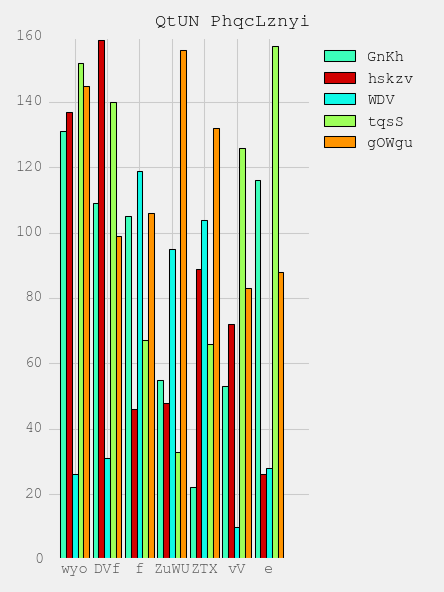 QtUN PhqcLznyi
160
140
120
100
80
60
40
20
0
wyo DVf f ZuWU ZTX vV e
GnKh
hskzv
WDV
tqsS
gOWgu